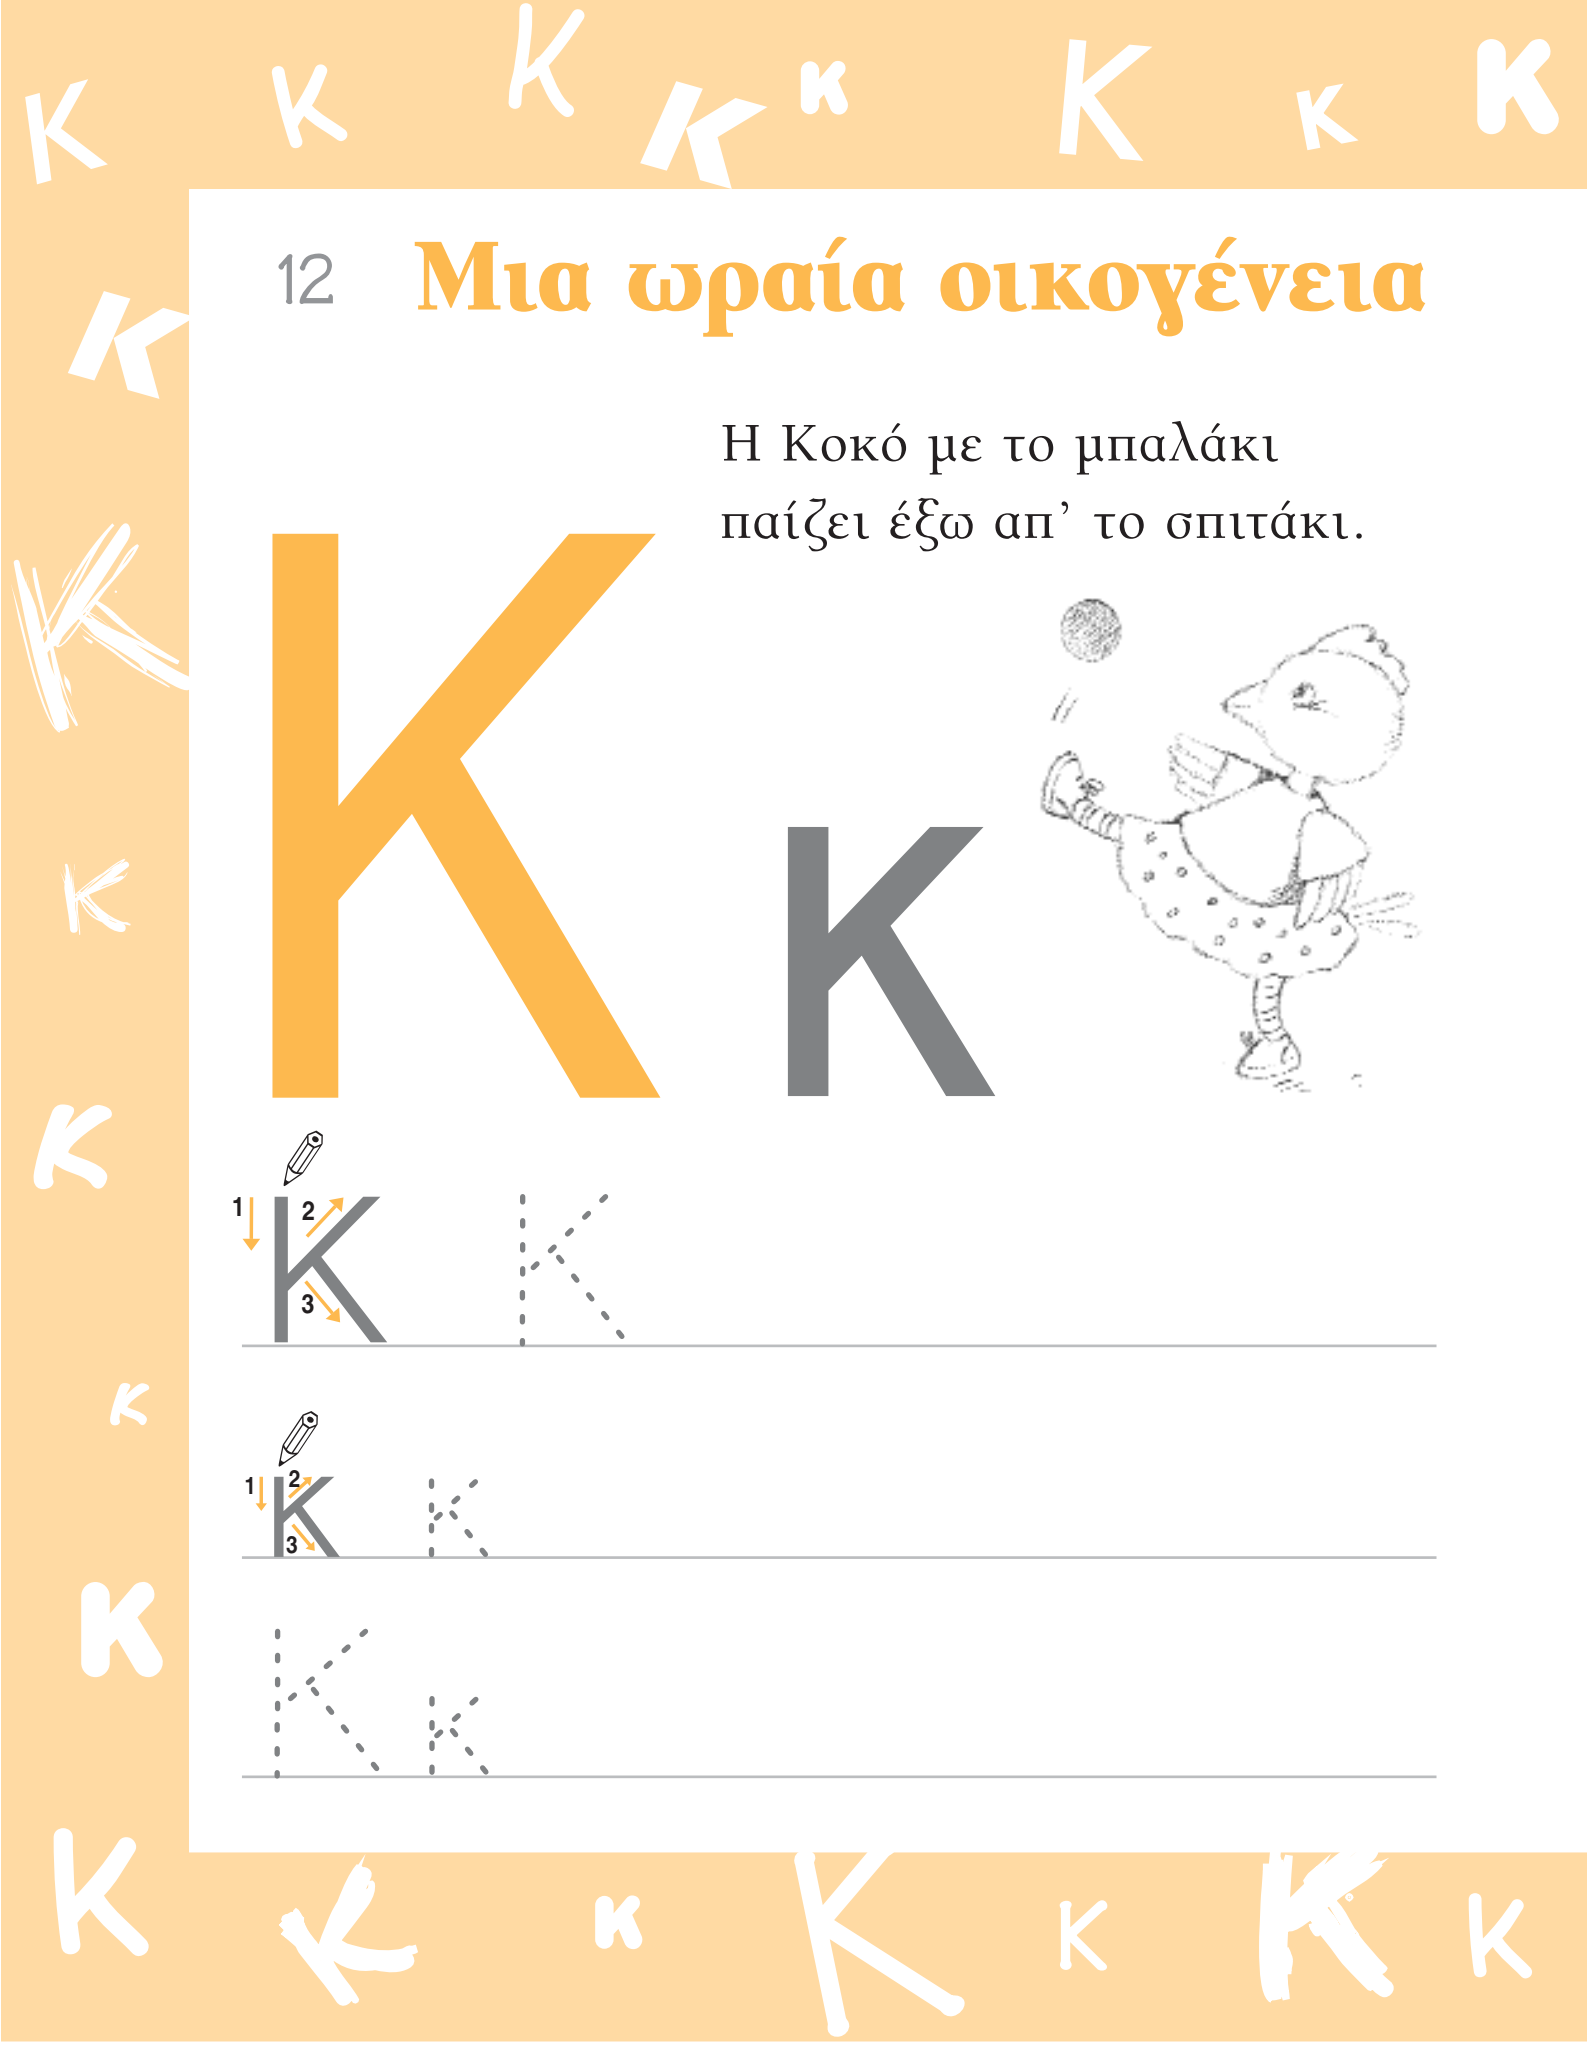 Κ κ Κ Κ κ Κ κ Κ
12 Μια ωραία οικογένεια
Κ
Η Κοκό με το μπαλάκι
παίζει έξω απ’ το σπιτάκι.
Κ
Κ κ
κ
Κ
1 2 3 Κ Κ
κ
1 2 3 κ κ
Κ
Κ κ
Κ Κ κ Κ κ Κ Κ